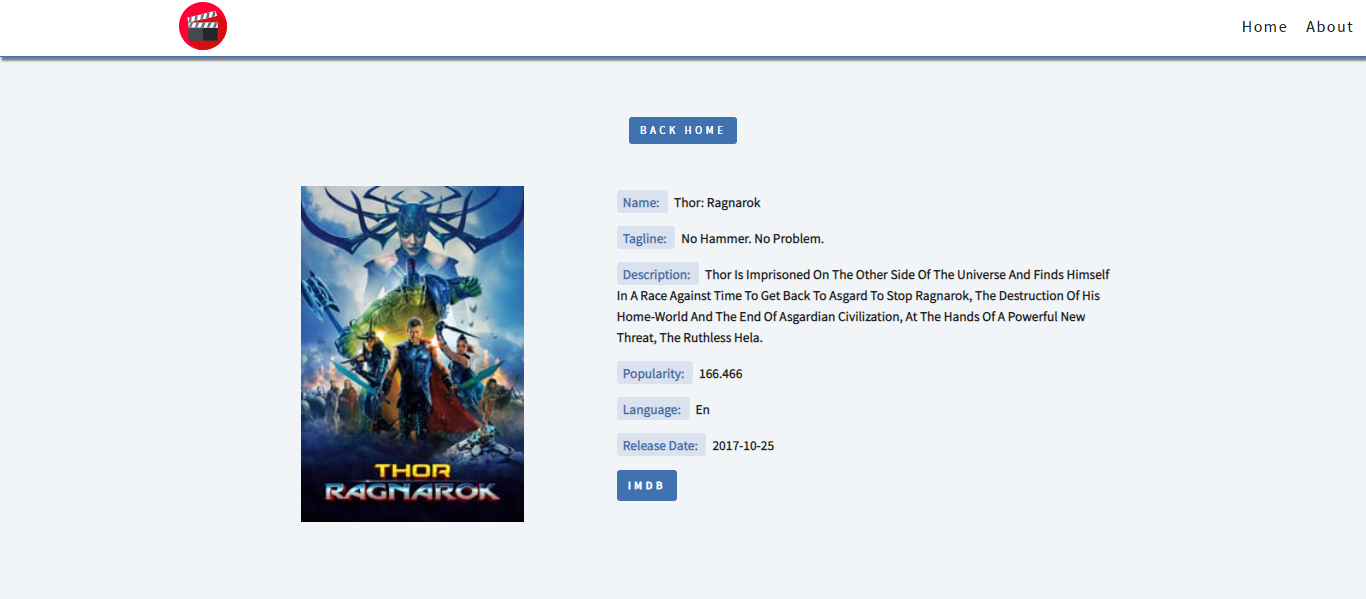 Home About
BACK HOME
Name: Thor: Ragnarok
Tagline: No Hammer. No Problem.
Description: Thor Is Imprisoned On The Other Side Of The Universe And Finds Himself
In A Race Against Time To Get Back To Asgard To Stop Ragnarok, The Destruction Of His
Home-World And The End Of Asgardian Civilization, At The Hands Of A Powerful New
Threat, The Ruthless Hela.
Popularity: 166.466
Language: En
Release Date: 2017-10-25
IMDB
THOR
RAGNAROK